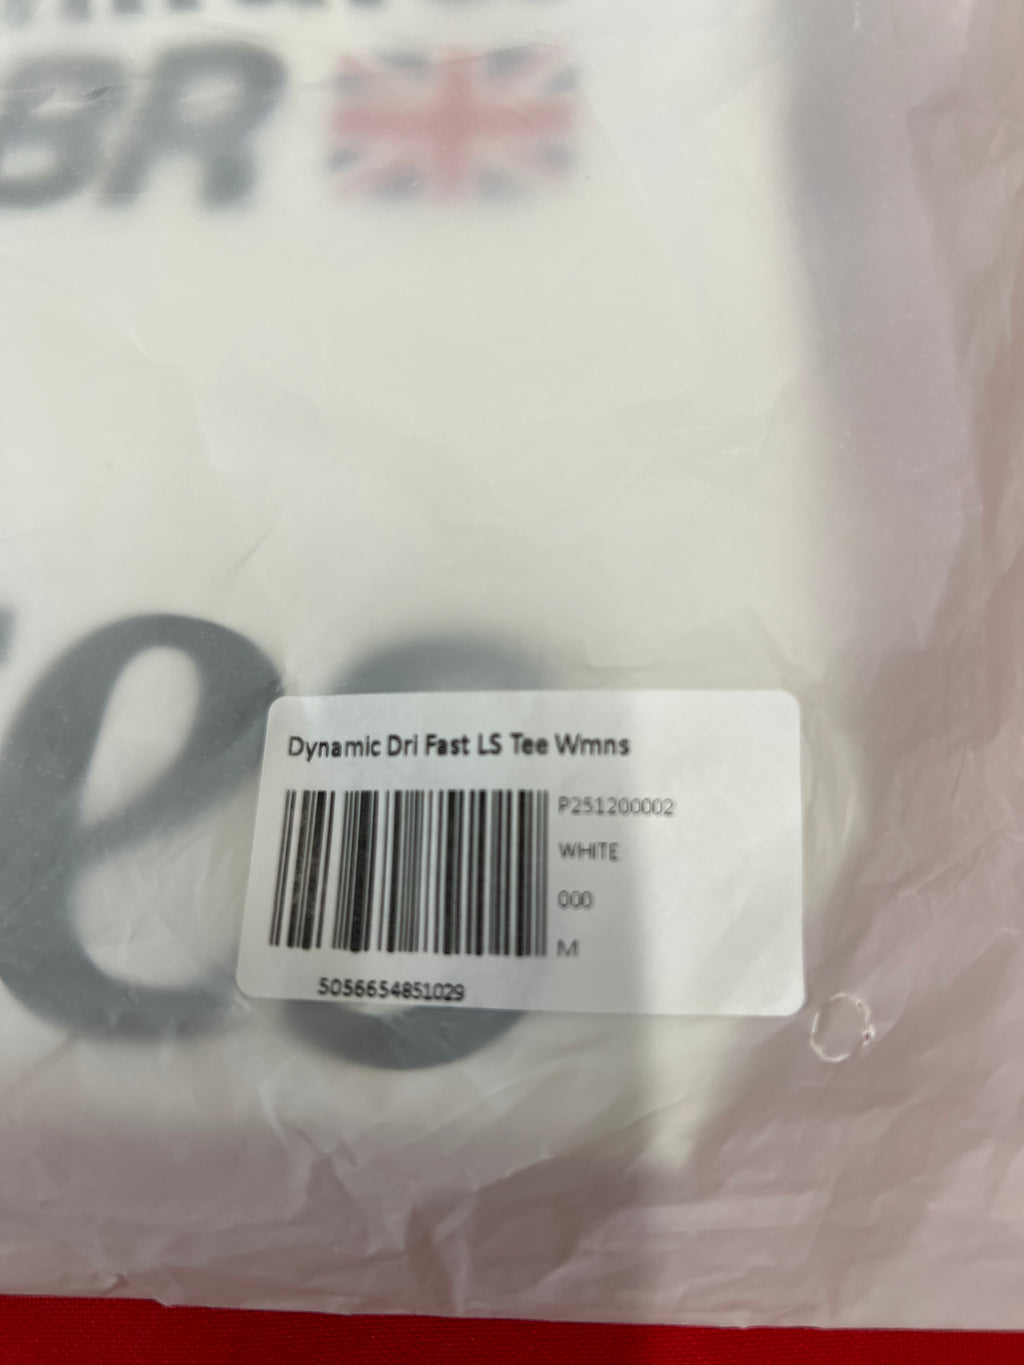 BR
Dynamic Dri Fast LS Tee Wmns
P251200002
WHITE
000
M
5056654851029